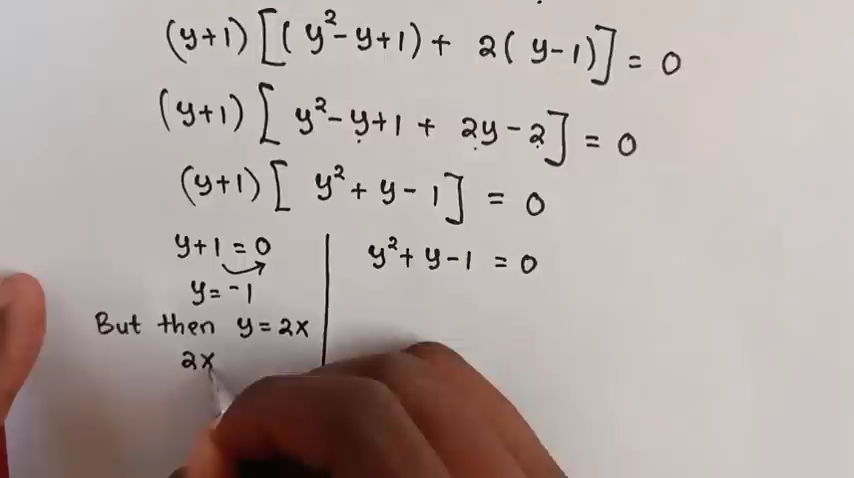 (y+1)[(y²-y+1) + 2(y-1)] = 0
(y+1)[y²-y+1 + 2y-2] = 0
(y+1)[y²+y-1] = 0
y+1=0
y=-1
But then y=2x
2x
y²+y-1=0